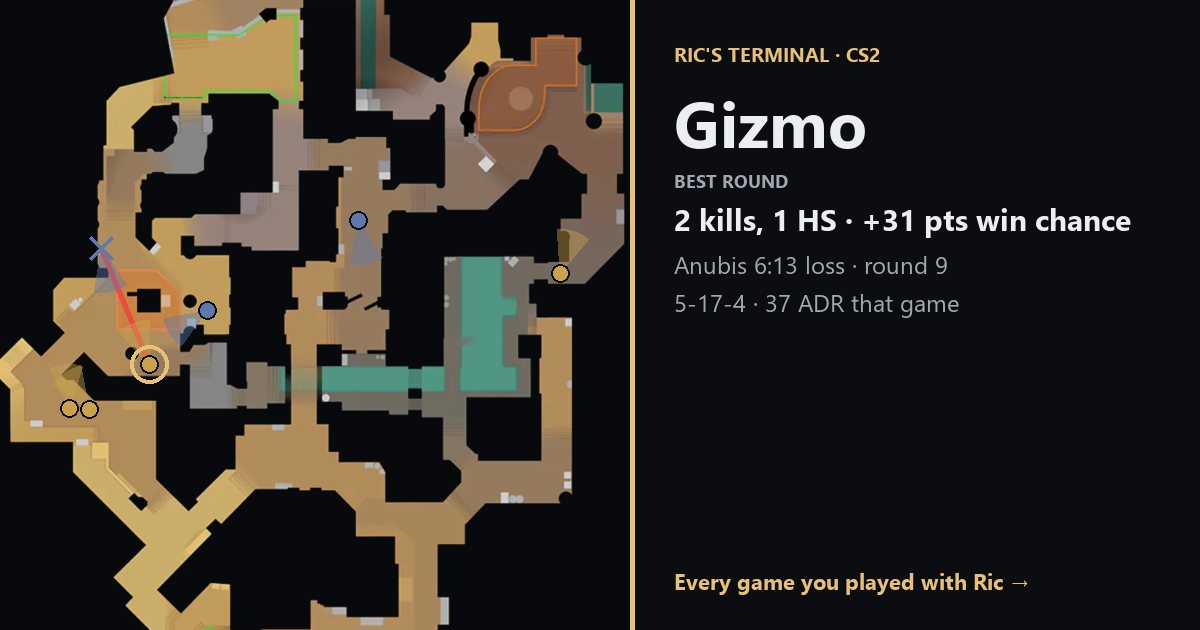 RIC'S TERMINAL · CS2
Gizmo
BEST ROUND
2 kills, 1 HS · +31 pts win chance
Anubis 6:13 loss · round 9
5-17-4 · 37 ADR that game
Every game you played with Ric →